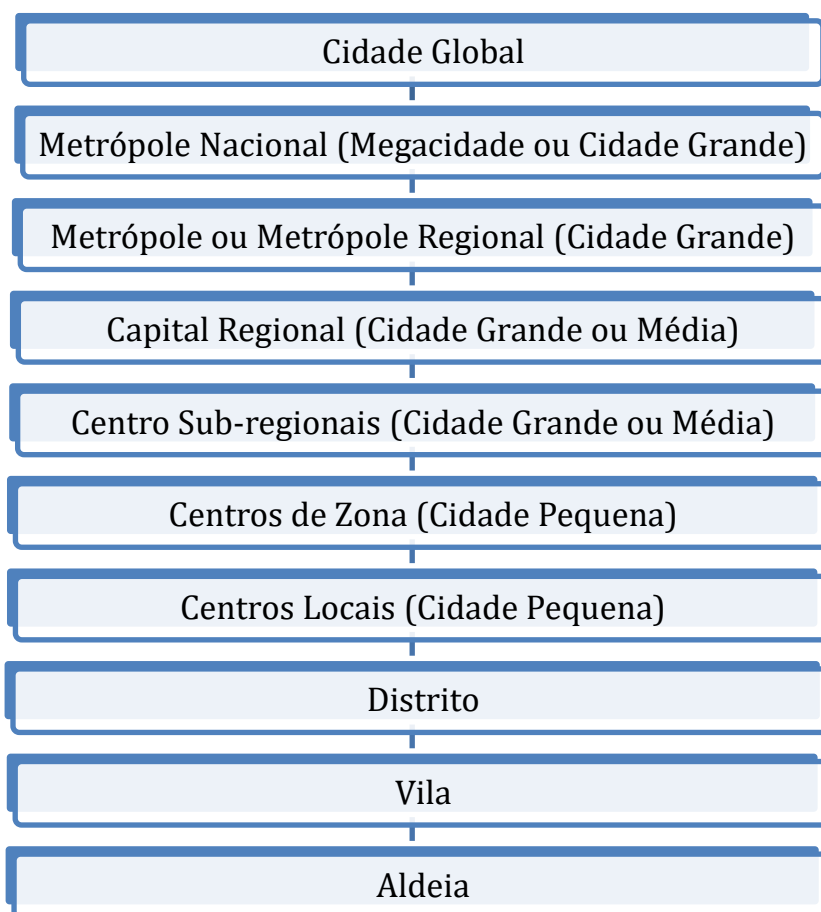 Cidade Global
Metrópole Nacional (Megacidade ou Cidade Grande)
Metrópole ou Metrópole Regional (Cidade Grande)
Capital Regional (Cidade Grande ou Média)
Centro Sub-regionais (Cidade Grande ou Média)
Centros de Zona (Cidade Pequena)
Centros Locais (Cidade Pequena)
Distrito
Vila
Aldeia